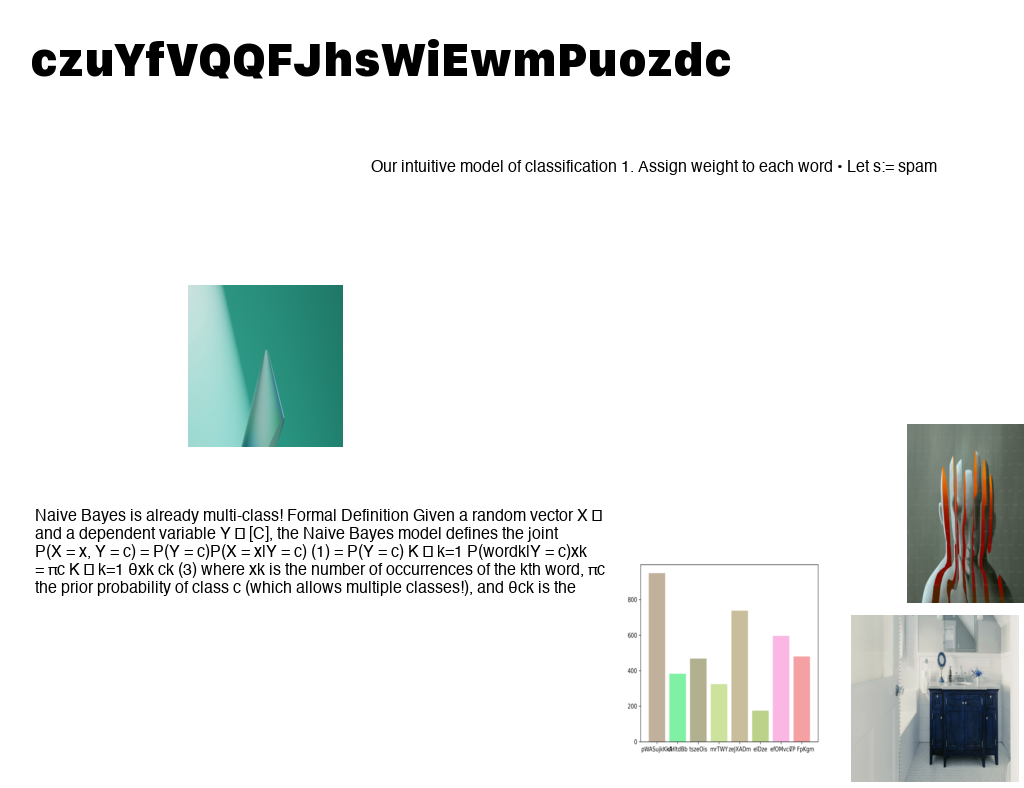 czuYfVQQFJhsWiEwmPuozdc
Our intuitive model of classification 1. Assign weight to each word • Let s:= spam
Naive Bayes is already multi-class! Formal Definition Given a random vector X □
and a dependent variable Y □ [C], the Naive Bayes model defines the joint
P(X = x, Y = c) = P(Y = c)P(X = x|Y = c) (1) = P(Y = c) K □ k=1 P(wordk|Y = c)xk
= πc K □ k=1 θxk ck (3) where xk is the number of occurrences of the kth word, πc
the prior probability of class c (which allows multiple classes!), and θck is the
800
600
400
200
0
tszeOis mrTWY zejXADm elDze FpKgm